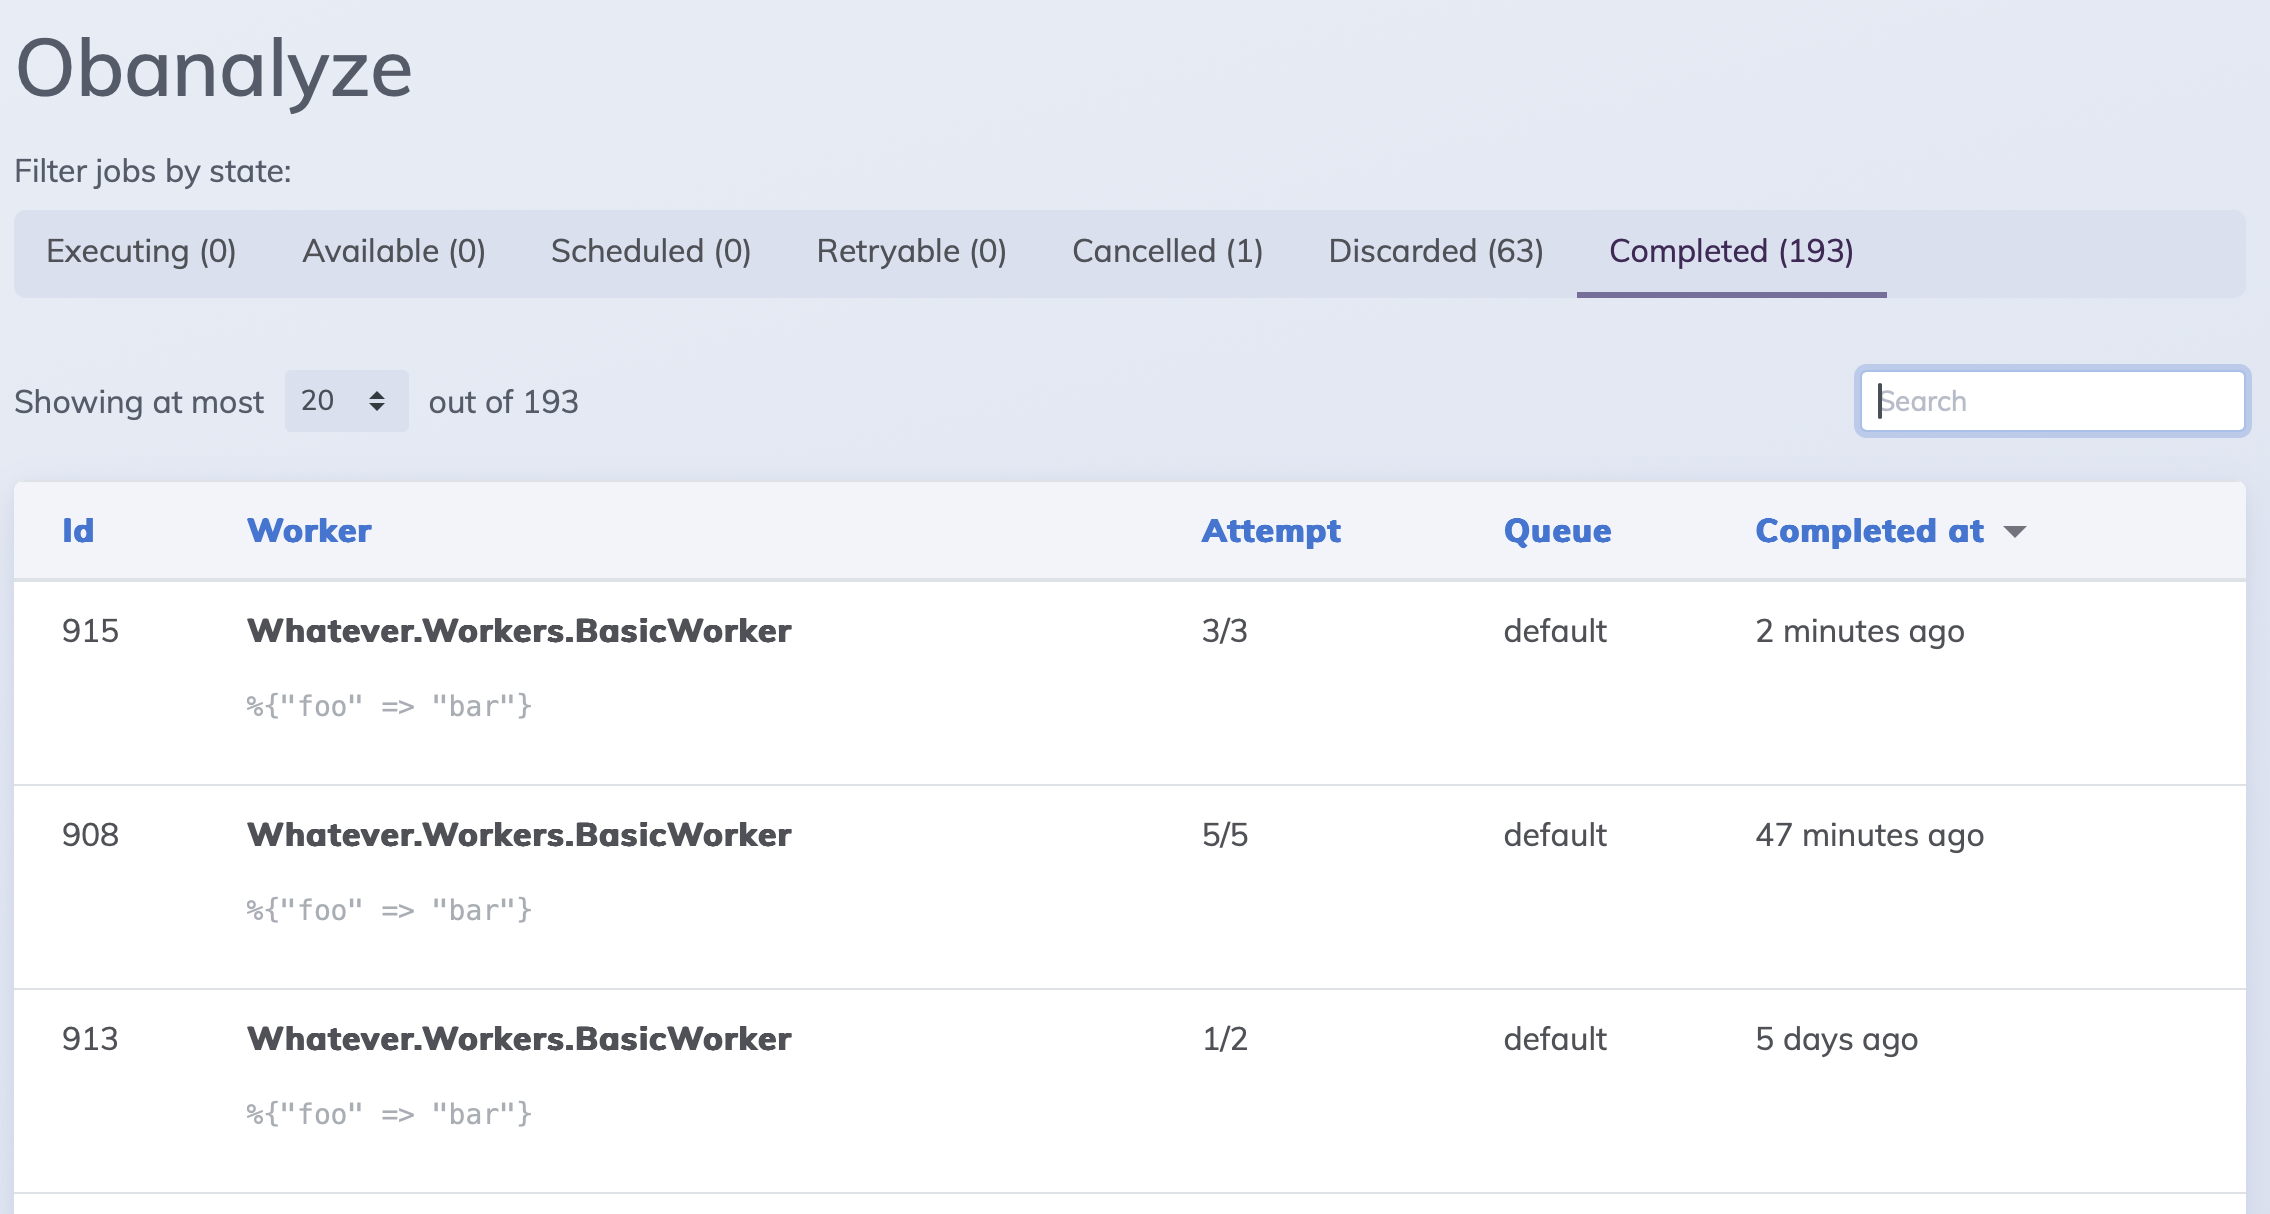 Obanalyze
Filter jobs by state:
Executing (0) Available (0) Scheduled (0) Retryable (0) Cancelled (1) Discarded (63) Completed (193)
Showing at most 20 out of 193 Search
Id Worker Attempt Queue Completed at
915 Whatever.Workers.BasicWorker 3/3 default 2 minutes ago
%{"foo" => "bar"}
908 Whatever.Workers.BasicWorker 5/5 default 47 minutes ago
%{"foo" => "bar"}
913 Whatever.Workers.BasicWorker 1/2 default 5 days ago
%{"foo" => "bar"}